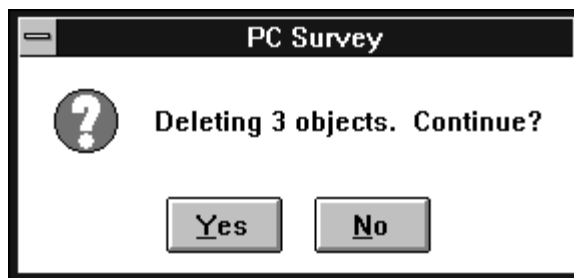 PC Survey
Deleting 3 objects.  Continue?
Yes No